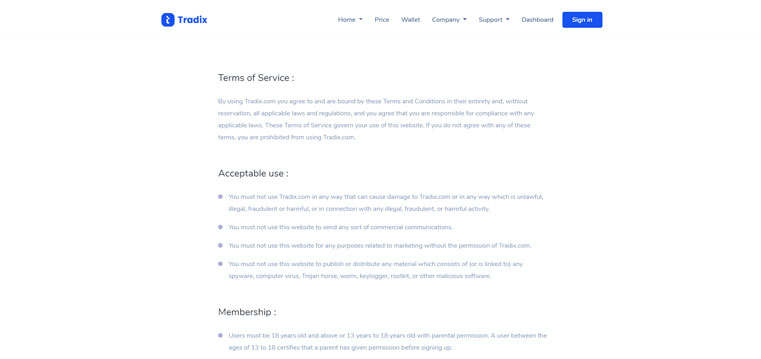 Tradix
Home Price Wallet Company Support Dashboard Sign in
Terms of Service :
By using Tradix.com you agree to and are bound by these Terms and Conditions in their entirety and, without
reservation, all applicable laws and regulations, and you agree that you are responsible for compliance with any
applicable laws. These Terms of Service govern your use of this website. If you do not agree with any of these
terms, you are prohibited from using Tradix.com.
Acceptable use :
You must not use Tradix.com in any way that can cause damage to Tradix.com or in any way which is unlawful,
illegal, fraudulent or harmful, or in connection with any illegal, fraudulent, or harmful activity.
You must not use this website to send any sort of commercial communications.
You must not use this website for any purposes related to marketing without the permission of Tradix.com.
You must not use this website to publish or distribute any material which consists of (or is linked to) any
spyware, computer virus, Trojan horse, worm, keylogger, rootkit, or other malicious software.
Membership :
Users must be 18 years old and above or 13 years to 18 years old with parental permission. A user between the
ages of 13 to 18 certifies that a parent has given permission before signing up.